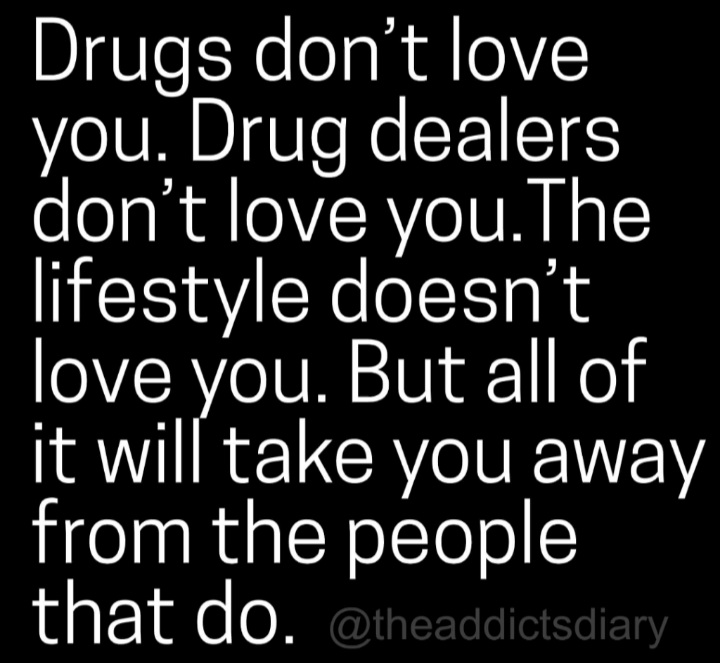 Drugs don’t love
you. Drug dealers
don’t love you.The
lifestyle doesn’t
love you. But all of
it will take you away
from the people
that do. @theaddictsdiary